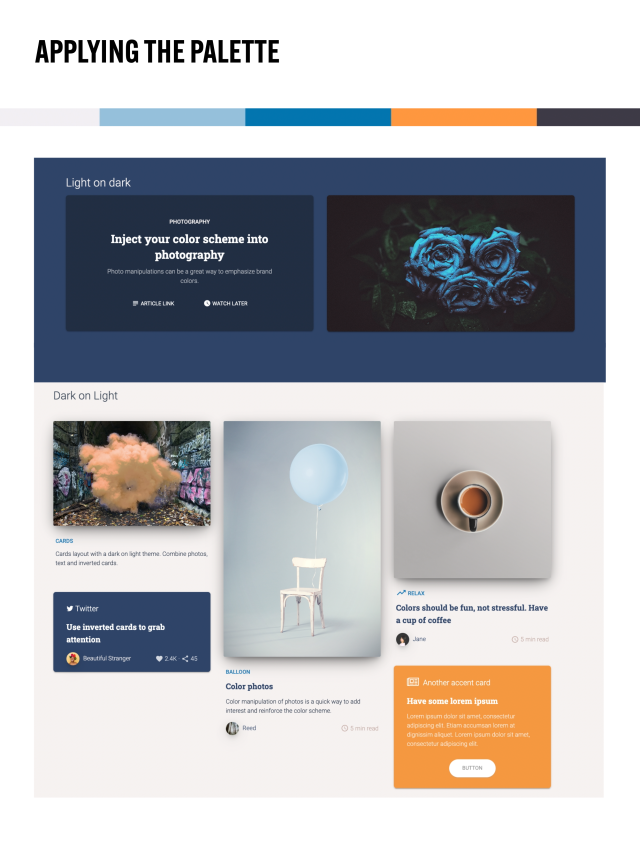 APPLYING THE PALETTE
Light on dark
PHOTOGRAPHY
Inject your color scheme into
photography
Photo manipulations can be a great way to emphasize brand
colors.
ARTICLE LINK
WATCH LATER
Dark on Light
CARDS
Cards layout with a dark on light theme. Combine photos,
text and inverted cards.
Twitter
Use inverted cards to grab
attention
Beautiful Stranger
2.4K · 45
BALLOON
Color photos
Color manipulation of photos is a quick way to add
interest and reinforce the color scheme.
Reed
5 min read
RELAX
Colors should be fun, not stressful. Have
a cup of coffee
Jane
5 min read
Another accent card
Have some lorem ipsum
Lorem ipsum dolor sit amet, consectetur
adipiscing elit. Etiam accumsan lorem at
dignissim aliquet. Lorem ipsum dolor sit amet,
consectetur adipiscing elit.
BUTTON